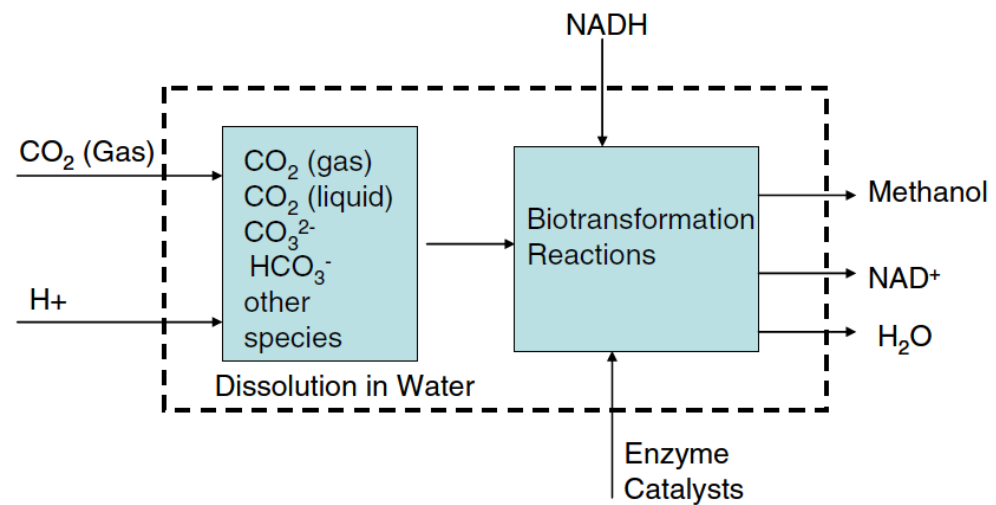 NADH
CO₂ (Gas)
CO₂ (gas)
CO₂ (liquid)
CO₃²⁻
HCO₃⁻
other
species
H+
Dissolution in Water
Biotransformation
Reactions
Methanol
NAD⁺
H₂O
Enzyme
Catalysts